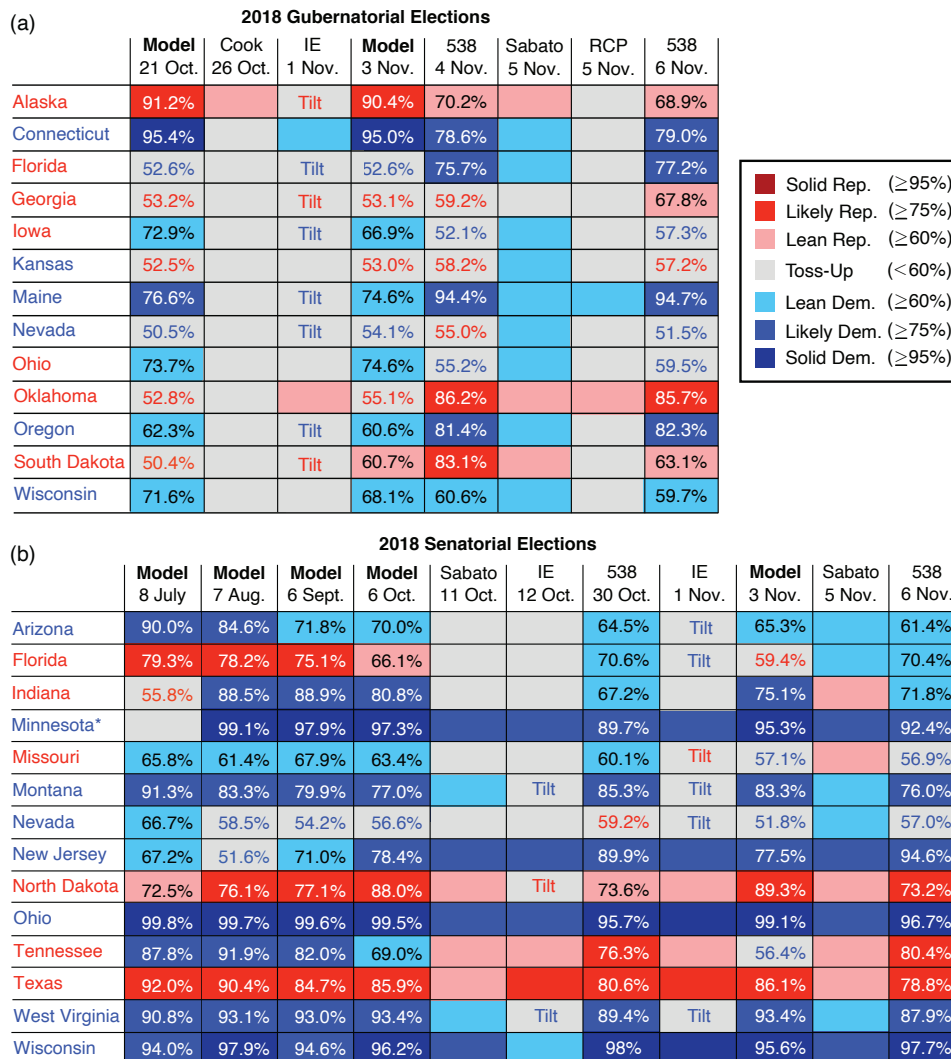 (a)
2018 Gubernatorial Elections
Model Cook IE Model 538 Sabato RCP 538
21 Oct. 26 Oct. 1 Nov. 3 Nov. 4 Nov. 5 Nov. 5 Nov. 6 Nov.
Alaska 91.2% Tilt 90.4% 70.2% 68.9%
Connecticut 95.4% 95.0% 78.6% 79.0%
Florida 52.6% Tilt 52.6% 75.7% 77.2%
Georgia 53.2% Tilt 53.1% 59.2% 67.8%
Iowa 72.9% Tilt 66.9% 52.1% 57.3%
Kansas 52.5% 53.0% 58.2% 57.2%
Maine 76.6% Tilt 74.6% 94.4% 94.7%
Nevada 50.5% Tilt 54.1% 55.0% 51.5%
Ohio 73.7% 74.6% 55.2% 59.5%
Oklahoma 52.8% 55.1% 86.2% 85.7%
Oregon 62.3% Tilt 60.6% 81.4% 82.3%
South Dakota 50.4% Tilt 60.7% 83.1% 63.1%
Wisconsin 71.6% 68.1% 60.6% 59.7%
Solid Rep. (≥95%)
Likely Rep. (≥75%)
Lean Rep. (≥60%)
Toss-Up (<60%)
Lean Dem. (≥60%)
Likely Dem. (≥75%)
Solid Dem. (≥95%)
(b)
2018 Senatorial Elections
Model Model Model Model Sabato IE 538 IE Model Sabato 538
8 July 7 Aug. 6 Sept. 6 Oct. 11 Oct. 12 Oct. 30 Oct. 1 Nov. 3 Nov. 5 Nov. 6 Nov.
Arizona 90.0% 84.6% 71.8% 70.0% 64.5% Tilt 65.3% 61.4%
Florida 79.3% 78.2% 75.1% 66.1% 70.6% Tilt 59.4% 70.4%
Indiana 55.8% 88.5% 88.9% 80.8% 67.2% 75.1% 71.8%
Minnesota* 99.1% 97.9% 97.3% 89.7% 95.3% 92.4%
Missouri 65.8% 61.4% 67.9% 63.4% 60.1% Tilt 57.1% 56.9%
Montana 91.3% 83.3% 79.9% 77.0% Tilt 85.3% Tilt 83.3% 76.0%
Nevada 66.7% 58.5% 54.2% 56.6% 59.2% Tilt 51.8% 57.0%
New Jersey 67.2% 51.6% 71.0% 78.4% 89.9% 77.5% 94.6%
North Dakota 72.5% 76.1% 77.1% 88.0% Tilt 73.6% 89.3% 73.2%
Ohio 99.8% 99.7% 99.6% 99.5% 95.7% 99.1% 96.7%
Tennessee 87.8% 91.9% 82.0% 69.0% 76.3% 56.4% 80.4%
Texas 92.0% 90.4% 84.7% 85.9% 80.6% 86.1% 78.8%
West Virginia 90.8% 93.1% 93.0% 93.4% Tilt 89.4% Tilt 93.4% 87.9%
Wisconsin 94.0% 97.9% 94.6% 96.2% 98% 95.6% 97.7%